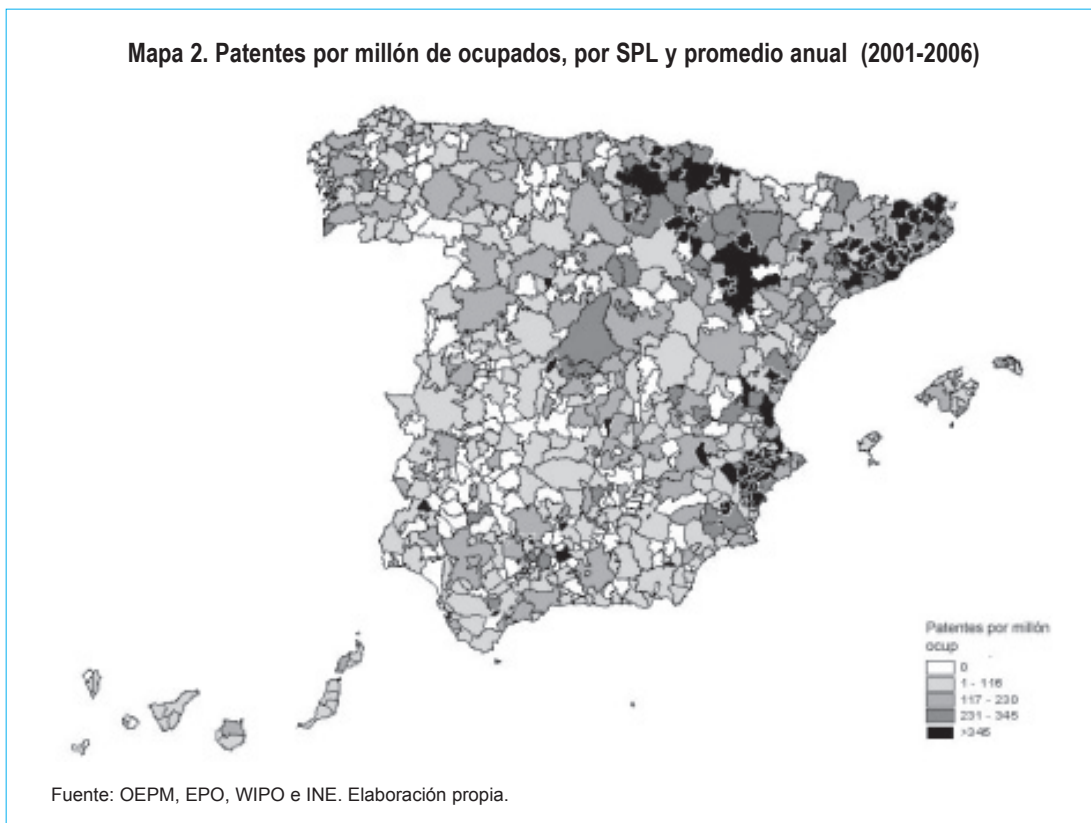 Mapa 2. Patentes por millón de ocupados, por SPL y promedio anual (2001-2006)
Patentes por millón
ocup
0
1 - 116
117 - 230
231 - 345
>345
Fuente: OEPM, EPO, WIPO e INE. Elaboración propia.